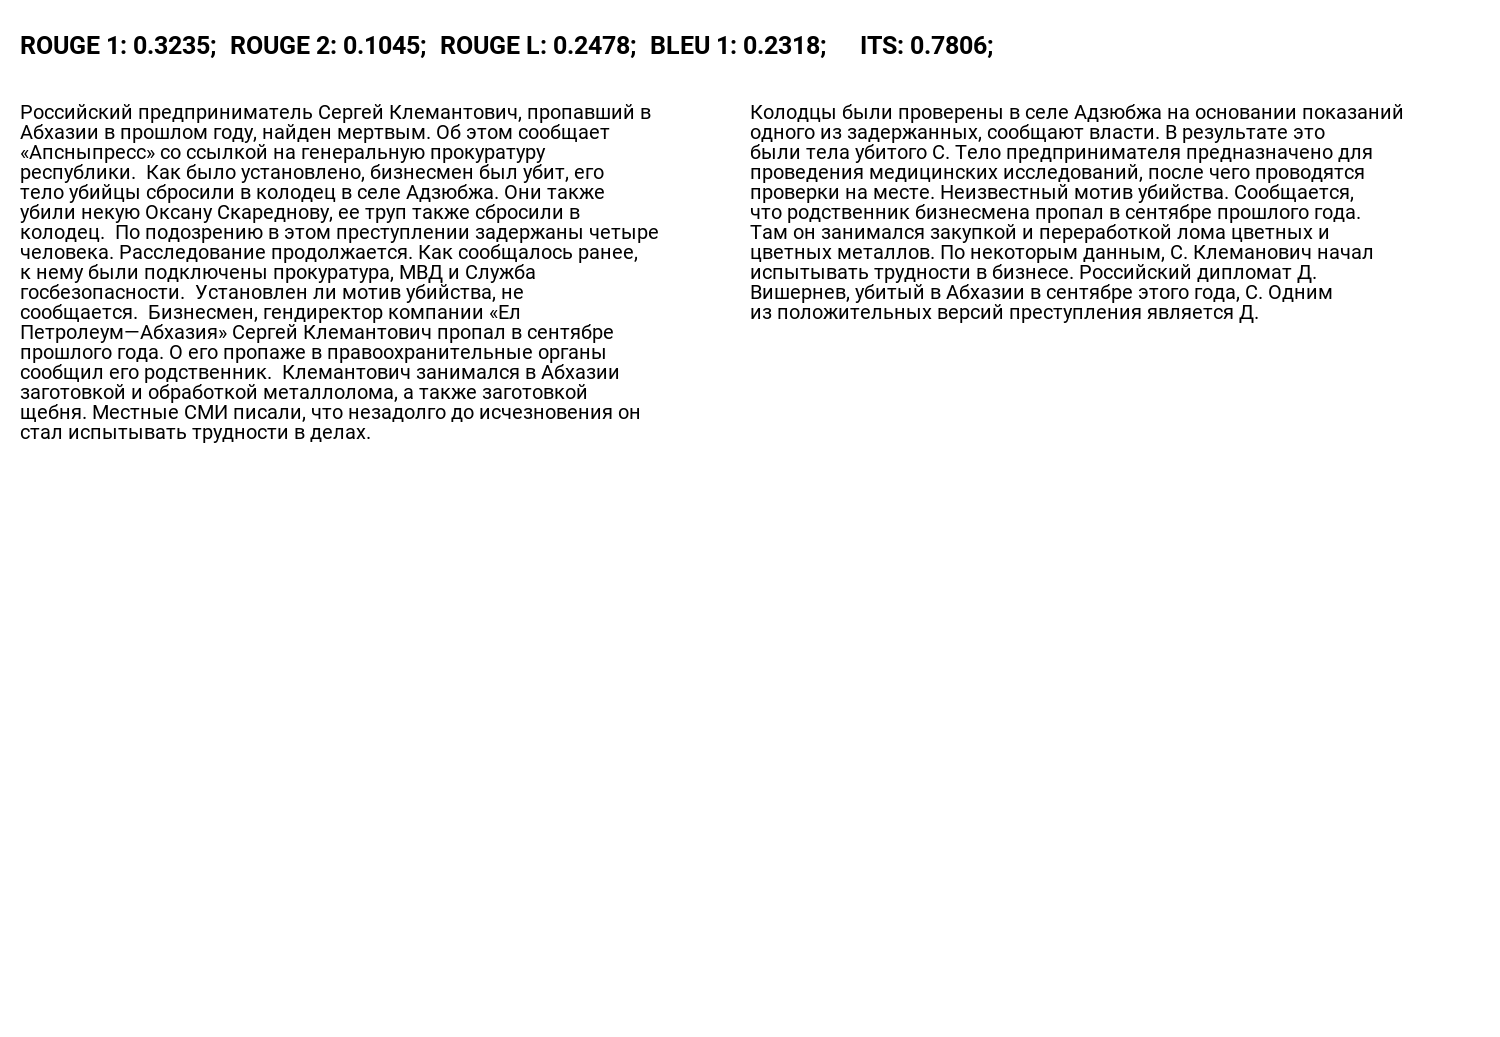 ROUGE 1: 0.3235;  ROUGE 2: 0.1045;  ROUGE L: 0.2478;  BLEU 1: 0.2318;     ITS: 0.7806;
Российский предприниматель Сергей Клемантович, пропавший в
Абхазии в прошлом году, найден мертвым. Об этом сообщает
«Апсныпресс» со ссылкой на генеральную прокуратуру
республики.  Как было установлено, бизнесмен был убит, его
тело убийцы сбросили в колодец в селе Адзюбжа. Они также
убили некую Оксану Скареднову, ее труп также сбросили в
колодец.  По подозрению в этом преступлении задержаны четыре
человека. Расследование продолжается. Как сообщалось ранее,
к нему были подключены прокуратура, МВД и Служба
госбезопасности.  Установлен ли мотив убийства, не
сообщается.  Бизнесмен, гендиректор компании «Ел
Петролеум—Абхазия» Сергей Клемантович пропал в сентябре
прошлого года. О его пропаже в правоохранительные органы
сообщил его родственник.  Клемантович занимался в Абхазии
заготовкой и обработкой металлолома, а также заготовкой
щебня. Местные СМИ писали, что незадолго до исчезновения он
стал испытывать трудности в делах.
Колодцы были проверены в селе Адзюбжа на основании показаний
одного из задержанных, сообщают власти. В результате это
были тела убитого С. Тело предпринимателя предназначено для
проведения медицинских исследований, после чего проводятся
проверки на месте. Неизвестный мотив убийства. Сообщается,
что родственник бизнесмена пропал в сентябре прошлого года.
Там он занимался закупкой и переработкой лома цветных и
цветных металлов. По некоторым данным, С. Клеманович начал
испытывать трудности в бизнесе. Российский дипломат Д.
Вишернев, убитый в Абхазии в сентябре этого года, С. Одним
из положительных версий преступления является Д.